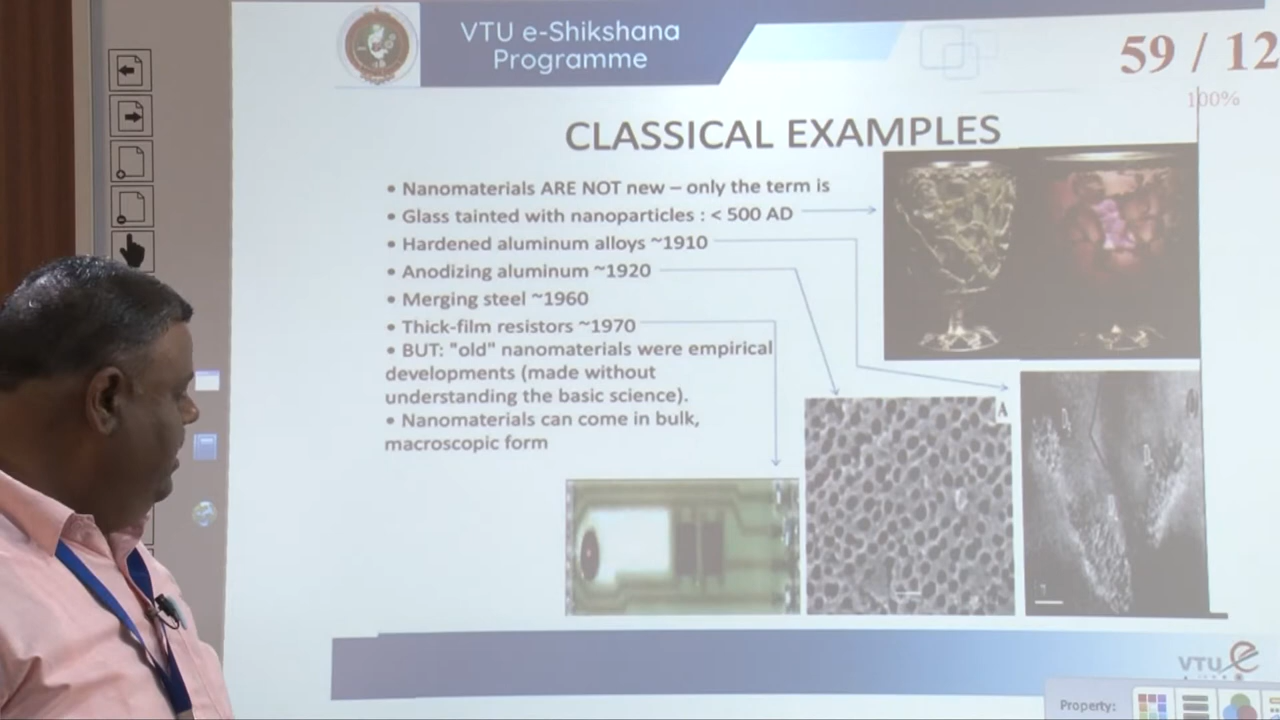 VTU e-Shikshana
Programme
59 / 12
100%
CLASSICAL EXAMPLES
• Nanomaterials ARE NOT new – only the term is
• Glass tainted with nanoparticles : < 500 AD
• Hardened aluminum alloys ~1910
• Anodizing aluminum ~1920
• Merging steel ~1960
• Thick-film resistors ~1970
• BUT: "old" nanomaterials were empirical
developments (made without
understanding the basic science).
• Nanomaterials can come in bulk,
macroscopic form
A
VTU e
Property: